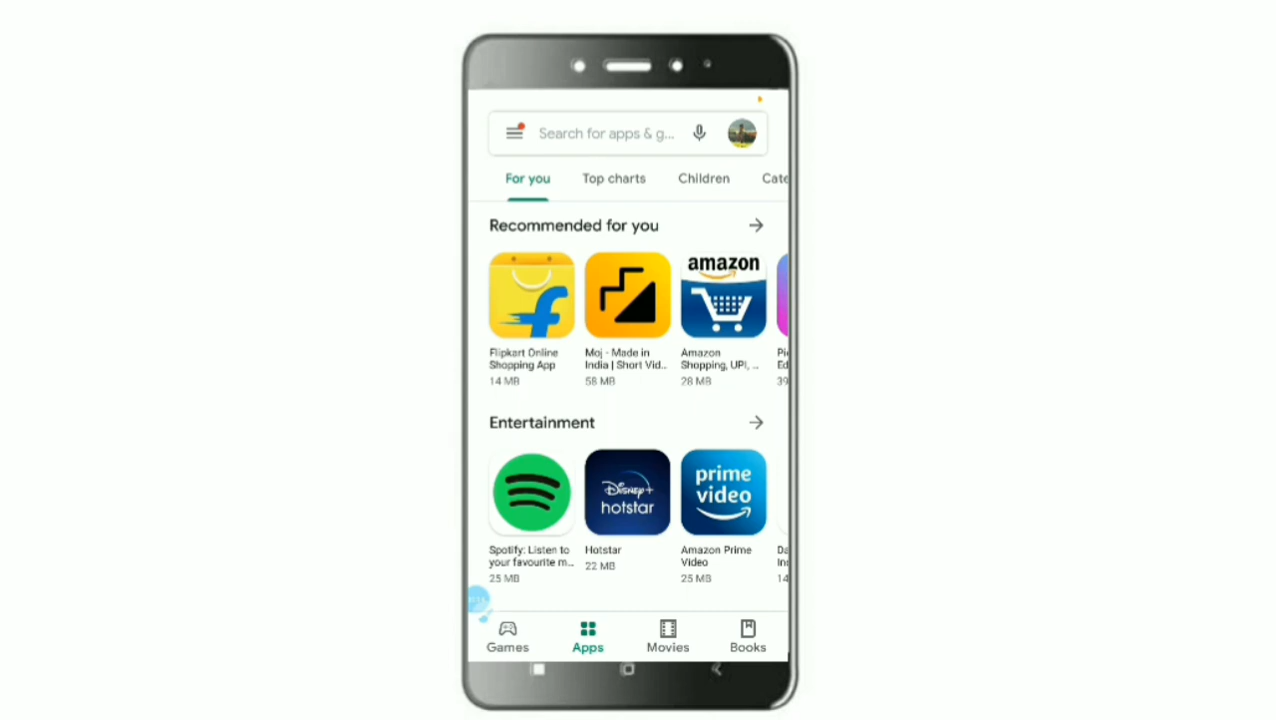 Search for apps & g...
For you Top charts Children Cate
Recommended for you
amazon
f
Flipkart Online Moj - Made in Amazon
Shopping App India | Short Vid... Shopping, UPI, ...
14 MB 58 MB 28 MB 39
Entertainment
Disney+ hotstar prime video
Spotify: Listen to Hotstar Amazon Prime
your favourite m... 22 MB Video
25 MB 25 MB 14
Games Apps Movies Books